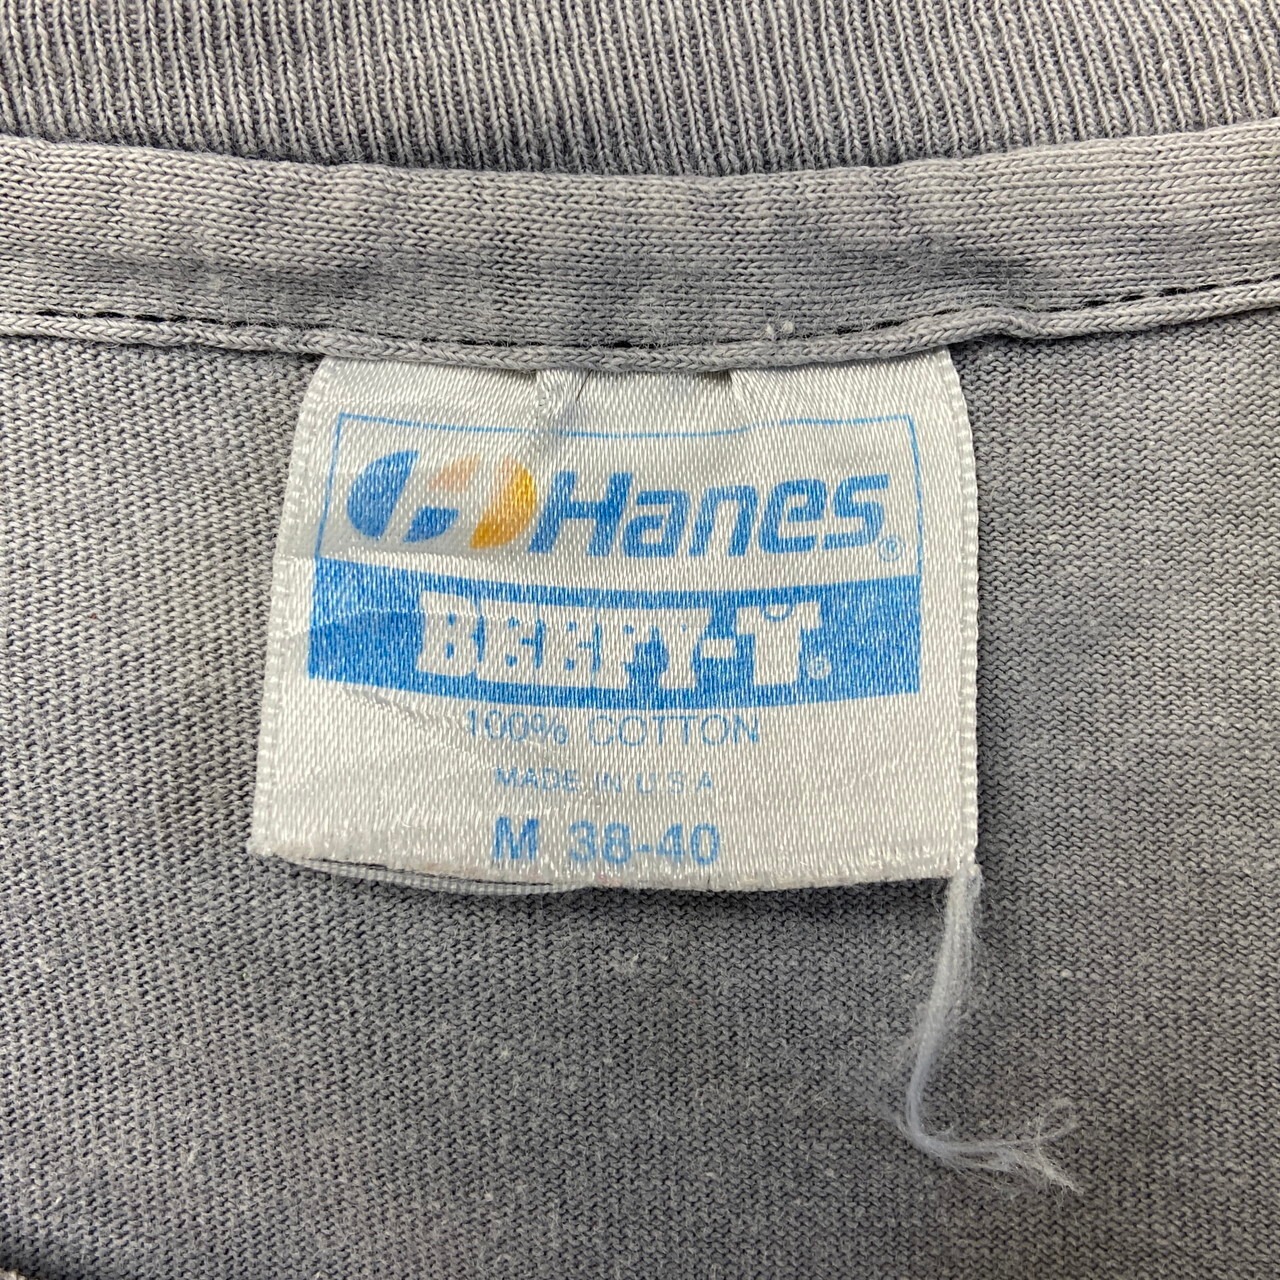 Hanes®
BEEFY-T®
100% COTTON
MADE IN U S A
M 38-40